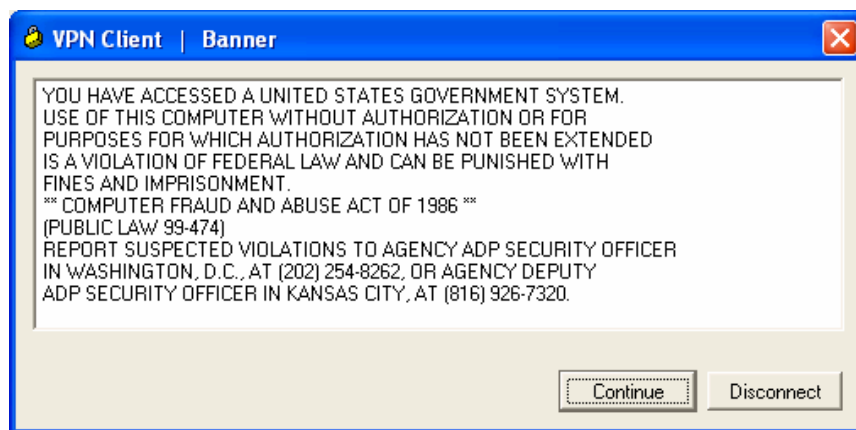 VPN Client | Banner
YOU HAVE ACCESSED A UNITED STATES GOVERNMENT SYSTEM.
USE OF THIS COMPUTER WITHOUT AUTHORIZATION OR FOR
PURPOSES FOR WHICH AUTHORIZATION HAS NOT BEEN EXTENDED
IS A VIOLATION OF FEDERAL LAW AND CAN BE PUNISHED WITH
FINES AND IMPRISONMENT.
** COMPUTER FRAUD AND ABUSE ACT OF 1986 **
(PUBLIC LAW 99-474)
REPORT SUSPECTED VIOLATIONS TO AGENCY ADP SECURITY OFFICER
IN WASHINGTON, D.C., AT (202) 254-8262, OR AGENCY DEPUTY
ADP SECURITY OFFICER IN KANSAS CITY, AT (816) 926-7320.
Continue Disconnect